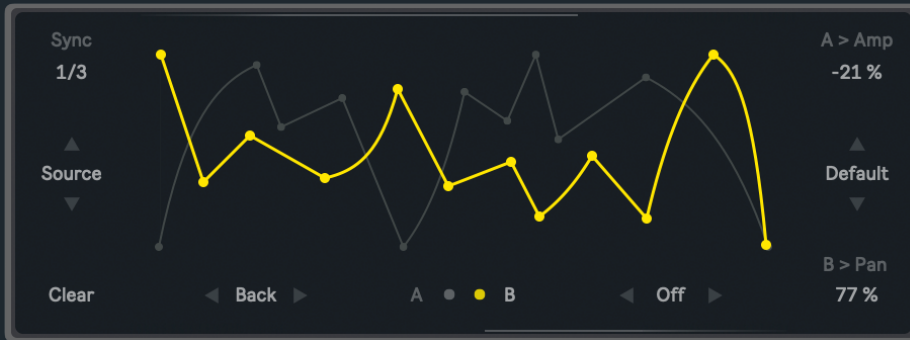 Sync
1/3
Source
Clear
Back
A
B
Off
A > Amp
-21 %
Default
B > Pan
77 %